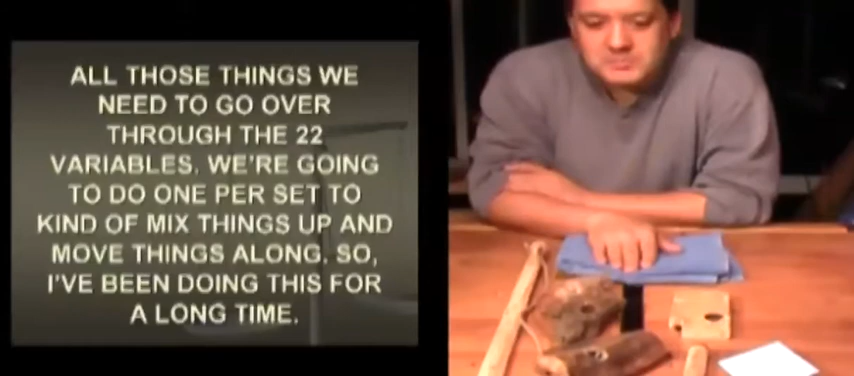 ALL THOSE THINGS WE
NEED TO GO OVER
THROUGH THE 22
VARIABLES. WE'RE GOING
TO DO ONE PER SET TO
KIND OF MIX THINGS UP AND
MOVE THINGS ALONG. SO,
I'VE BEEN DOING THIS FOR
A LONG TIME.